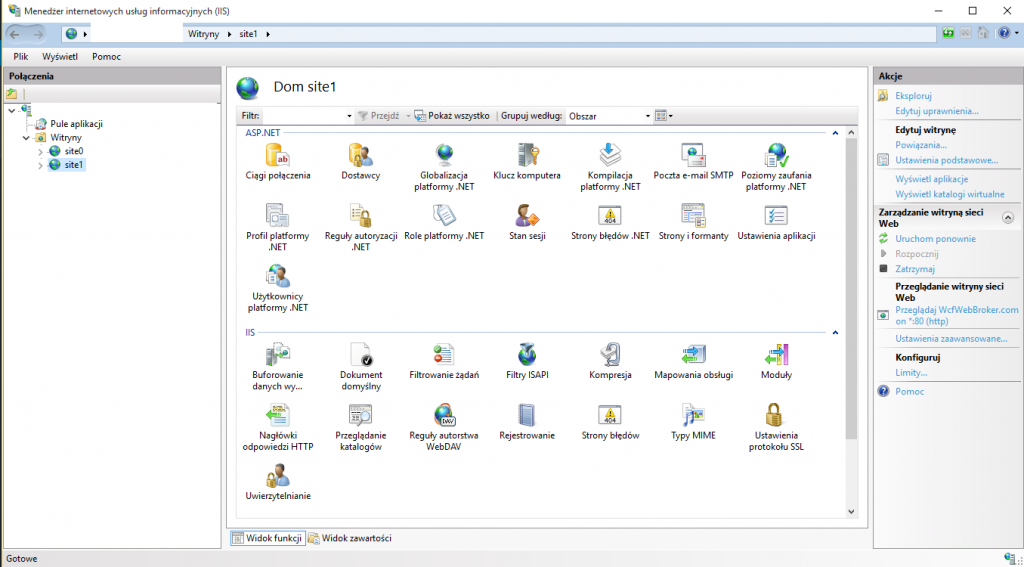 Menedżer internetowych usług informacyjnych (IIS)
Witryny
site1
Plik Wyświetl Pomoc
Połączenia
Pule aplikacji
Witryny
site0
site1
Dom site1
Filtr: Przejdź Pokaż wszystko Grupuj według: Obszar
ASP.NET
Ciągi połączenia
Dostawcy
Globalizacja
platformy .NET
Klucz komputera
Kompilacja
platformy .NET
Poczta e-mail SMTP
Poziomy zaufania
platformy .NET
Profil platformy
.NET
Reguły autoryzacji
.NET
Role platformy .NET
Stan sesji
Strony błędów .NET
Strony i formanty
Ustawienia aplikacji
Użytkownicy
platformy .NET
IIS
Buforowanie
danych wy...
Dokument
domyślny
Filtrowanie żądań
Filtry ISAPI
Kompresja
Mapowania obsługi
Moduły
Nagłówki
odpowiedzi HTTP
Przeglądanie
katalogów
Reguły autorstwa
WebDAV
Rejestrowanie
Strony błędów
Typy MIME
Ustawienia
protokołu SSL
Uwierzytelnianie
Widok funkcji
Widok zawartości
Akcje
Eksploruj
Edytuj uprawnienia...
Edytuj witrynę
Powiązania...
Ustawienia podstawowe...
Wyświetl aplikacje
Wyświetl katalogi wirtualne
Zarządzanie witryną sieci
Web
Uruchom ponownie
Rozpocznij
Zatrzymaj
Przeglądanie witryny sieci
Web
Przeglądaj WcfWebBroker.com
on *:80 (http)
Ustawienia zaawansowane...
Konfiguruj
Limity...
Pomoc
Gotowe